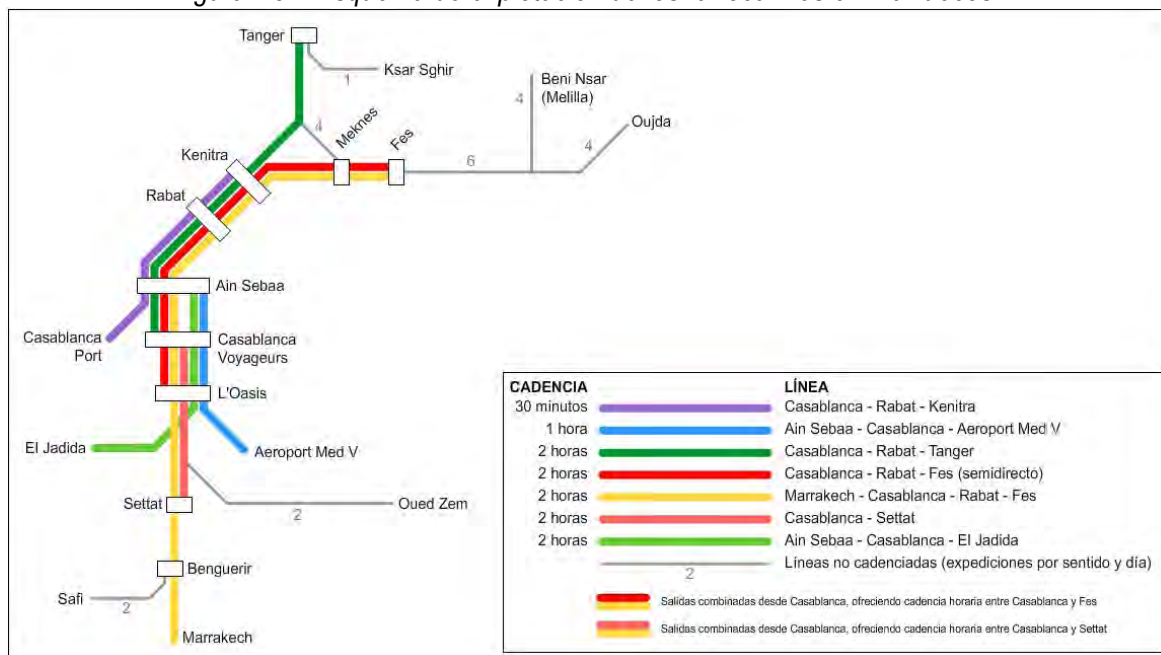 Tanger
Ksar Sghir
1
Beni Nsar
(Melilla)
4
Oujda
4
Meknes
Fes
4
6
Kenitra
Rabat
Ain Sebaa
Casablanca
Port
Casablanca
Voyageurs
L'Oasis
El Jadida
Aeroport Med V
Settat
Oued Zem
2
Benguerir
Safi
2
Marrakech
CADENCIA LÍNEA
30 minutos Casablanca - Rabat - Kenitra
1 hora Ain Sebaa - Casablanca - Aeroport Med V
2 horas Casablanca - Rabat - Tanger
2 horas Casablanca - Rabat - Fes (semidirecto)
2 horas Marrakech - Casablanca - Rabat - Fes
2 horas Casablanca - Settat
2 horas Ain Sebaa - Casablanca - El Jadida
2 Líneas no cadenciadas (expediciones por sentido y día)
Salidas combinadas desde Casablanca, ofreciendo cadencia horaria entre Casablanca y Fes
Salidas combinadas desde Casablanca, ofreciendo cadencia horaria entre Casablanca y Settat